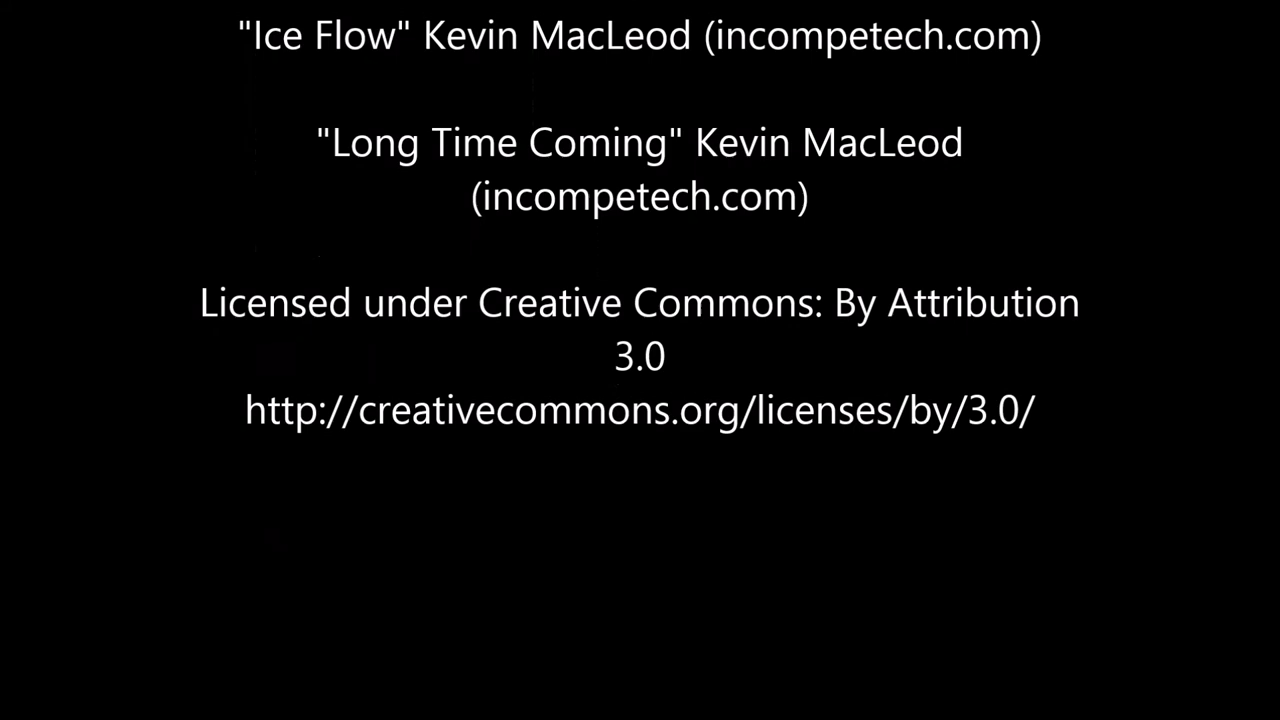 "Ice Flow" Kevin MacLeod (incompetech.com)
"Long Time Coming" Kevin MacLeod
(incompetech.com)
Licensed under Creative Commons: By Attribution
3.0
http://creativecommons.org/licenses/by/3.0/